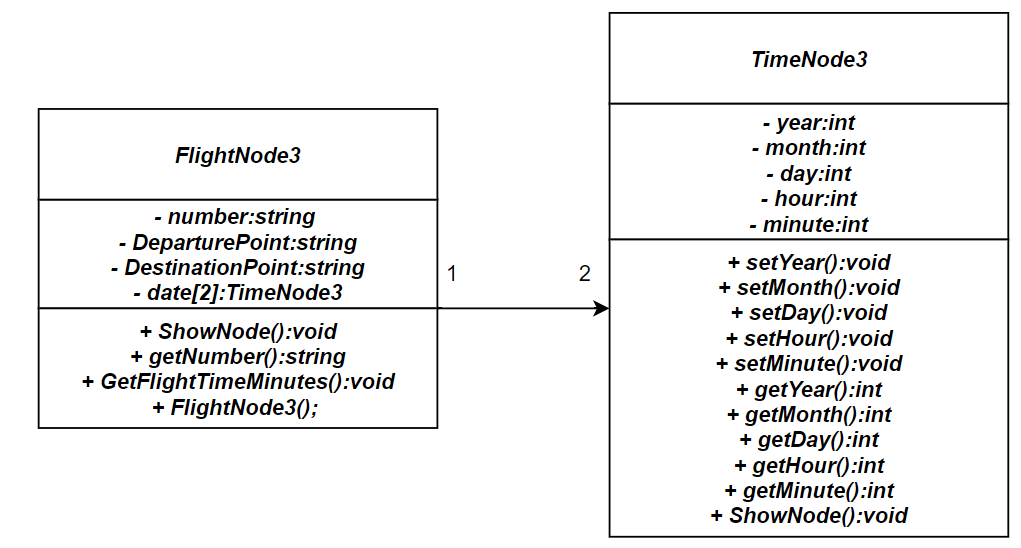 FlightNode3
- number:string
- DeparturePoint:string
- DestinationPoint:string
- date[2]:TimeNode3
+ ShowNode():void
+ getNumber():string
+ GetFlightTimeMinutes():void
+ FlightNode3();
1
2
TimeNode3
- year:int
- month:int
- day:int
- hour:int
- minute:int
+ setYear():void
+ setMonth():void
+ setDay():void
+ setHour():void
+ setMinute():void
+ getYear():int
+ getMonth():int
+ getDay():int
+ getHour():int
+ getMinute():int
+ ShowNode():void